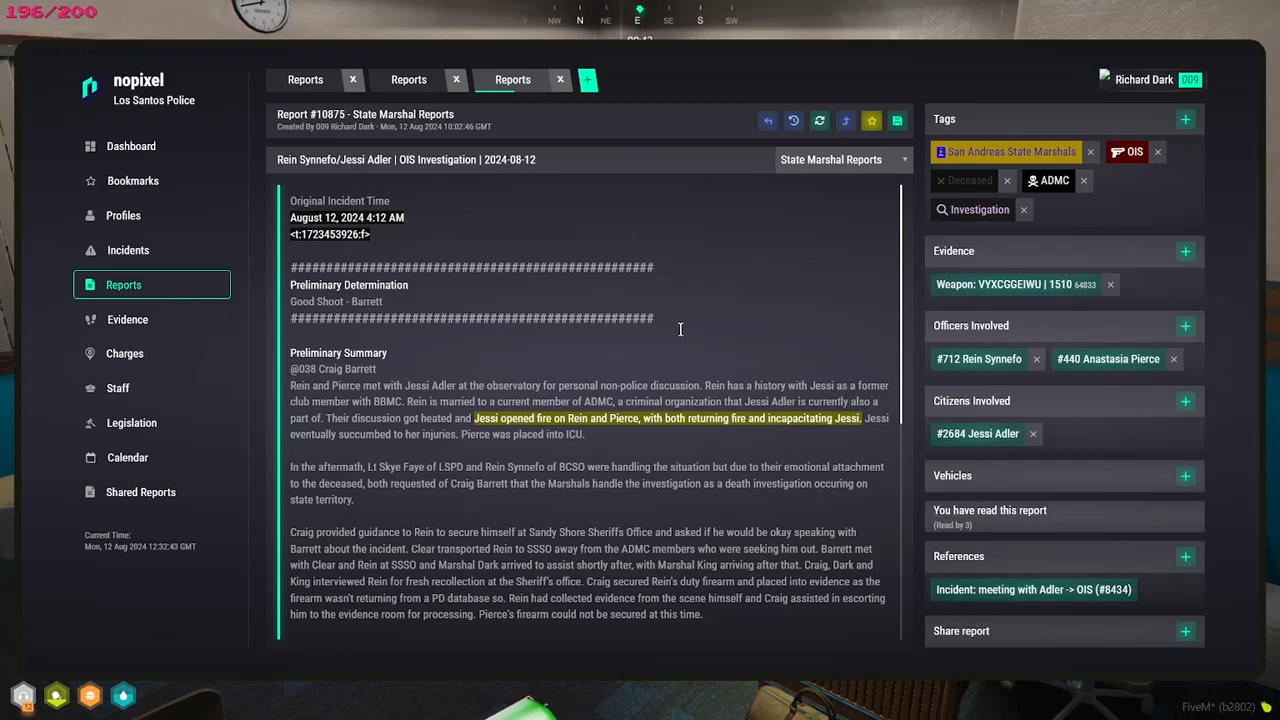 196/200
V NW N NE E SE S SW
nopixel
Los Santos Police
Reports x Reports x Reports x +
Richard Dark 009
Report #10875 - State Marshal Reports
Created By 009 Richard Dark - Mon, 12 Aug 2024 10:02:46 GMT
Rein Synnefo/Jessi Adler | OIS Investigation | 2024-08-12
State Marshal Reports
Dashboard
Bookmarks
Profiles
Incidents
Reports
Evidence
Charges
Staff
Legislation
Calendar
Shared Reports
Current Time:
Mon, 12 Aug 2024 12:32:43 GMT
Original Incident Time
August 12, 2024 4:12 AM
<t:1723453926:f>
##################################################
Preliminary Determination
Good Shoot - Barrett
##################################################
Preliminary Summary
@038 Craig Barrett
Rein and Pierce met with Jessi Adler at the observatory for personal non-police discussion. Rein has a history with Jessi as a former
club member with BBMC. Rein is married to a current member of ADMC, a criminal organization that Jessi Adler is currently also a
part of. Their discussion got heated and Jessi opened fire on Rein and Pierce, with both returning fire and incapacitating Jessi. Jessi
eventually succumbed to her injuries. Pierce was placed into ICU.
In the aftermath, Lt Skye Faye of LSPD and Rein Synnefo of BCSO were handling the situation but due to their emotional attachment
to the deceased, both requested of Craig Barrett that the Marshals handle the investigation as a death investigation occuring on
state territory.
Craig provided guidance to Rein to secure himself at Sandy Shore Sheriff's Office and asked if he would be okay speaking with
Barrett about the incident. Clear transported Rein to SSSO away from the ADMC members who were seeking him out. Barrett met
with Clear and Rein at SSSO and Marshal Dark arrived to assist shortly after, with Marshal King arriving after that. Craig, Dark and
King interviewed Rein for fresh recollection at the Sheriff's office. Craig secured Rein's duty firearm and placed into evidence as the
firearm wasn't returning from a PD database so. Rein had collected evidence from the scene himself and Craig assisted in escorting
him to the evidence room for processing. Pierce's firearm could not be secured at this time.
Tags +
San Andreas State Marshals x OIS x
x Deceased x ADMC x
Investigation x
Evidence +
Weapon: VYXCGGEIWU | 1510 64833 x
Officers Involved +
#712 Rein Synnefo x #440 Anastasia Pierce x
Citizens Involved +
#2684 Jessi Adler x
Vehicles +
You have read this report
(Read by 3)
References +
Incident: meeting with Adler -> OIS (#8434)
Share report +
12
FiveM* (b2802)